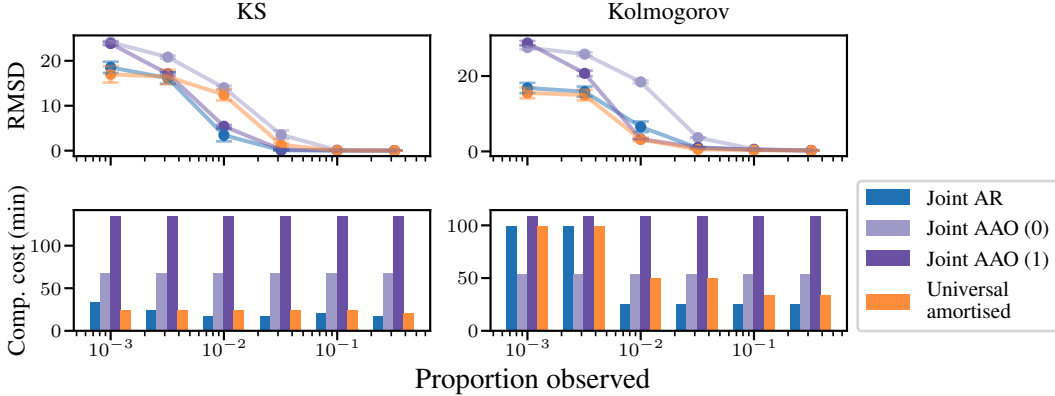 KS
Kolmogorov
RMSD
20
10
0
20
0
Comp. cost (min)
100
50
0
10⁻³
10⁻²
10⁻¹
100
50
0
10⁻³
10⁻²
10⁻¹
Joint AR
Joint AAO (0)
Joint AAO (1)
Universal
amortised
Proportion observed